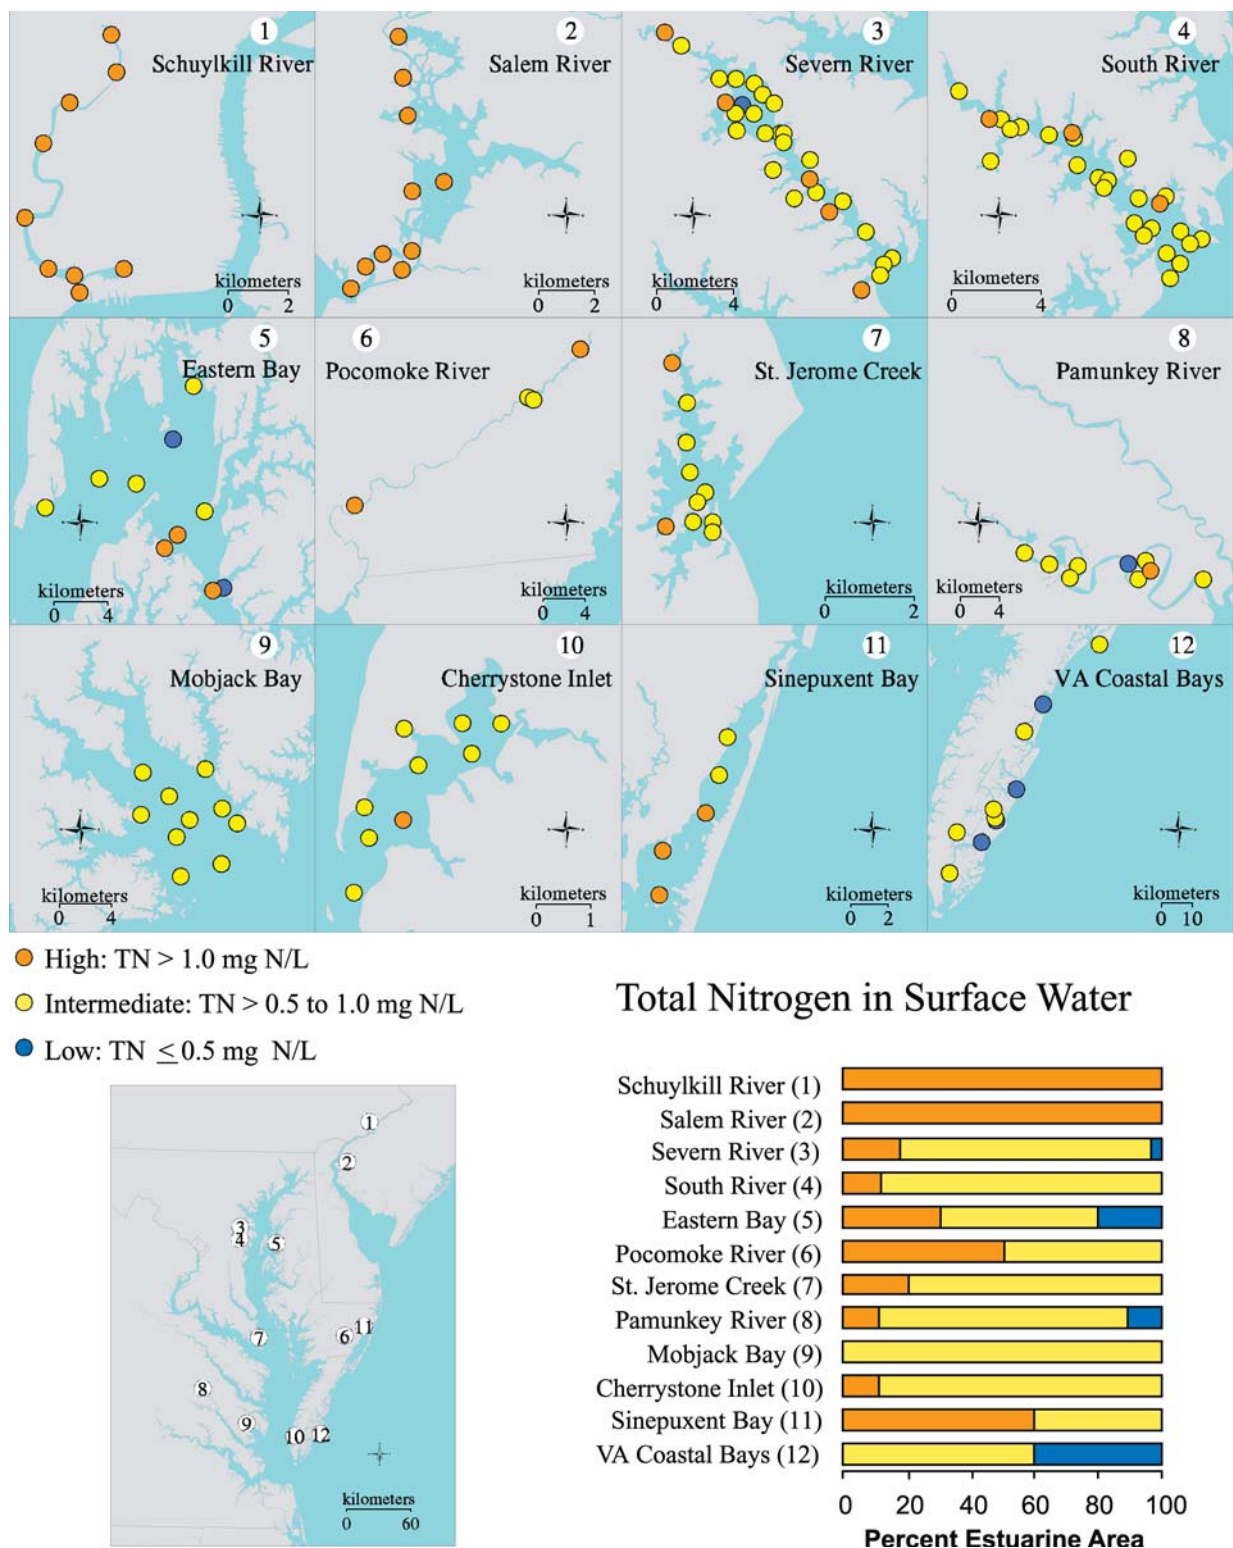 1
Schuylkill River
kilometers
0 2
2
Salem River
kilometers
0 2
3
Severn River
kilometers
0 4
4
South River
kilometers
0 4
5
Eastern Bay
kilometers
0 4
6
Pocomoke River
kilometers
0 4
7
St. Jerome Creek
kilometers
0 2
8
Pamunkey River
kilometers
0 4
9
Mobjack Bay
kilometers
0 4
10
Cherrystone Inlet
kilometers
0 1
11
Sinepuxent Bay
kilometers
0 2
12
VA Coastal Bays
kilometers
0 10
High: TN > 1.0 mg N/L
Intermediate: TN > 0.5 to 1.0 mg N/L
Low: TN ≤ 0.5 mg N/L
1
2
3
4
5
11
6
7
8
9
10
12
kilometers
0 60
Total Nitrogen in Surface Water
Schuylkill River (1)
Salem River (2)
Severn River (3)
South River (4)
Eastern Bay (5)
Pocomoke River (6)
St. Jerome Creek (7)
Pamunkey River (8)
Mobjack Bay (9)
Cherrystone Inlet (10)
Sinepuxent Bay (11)
VA Coastal Bays (12)
0 20 40 60 80 100
Percent Estuarine Area